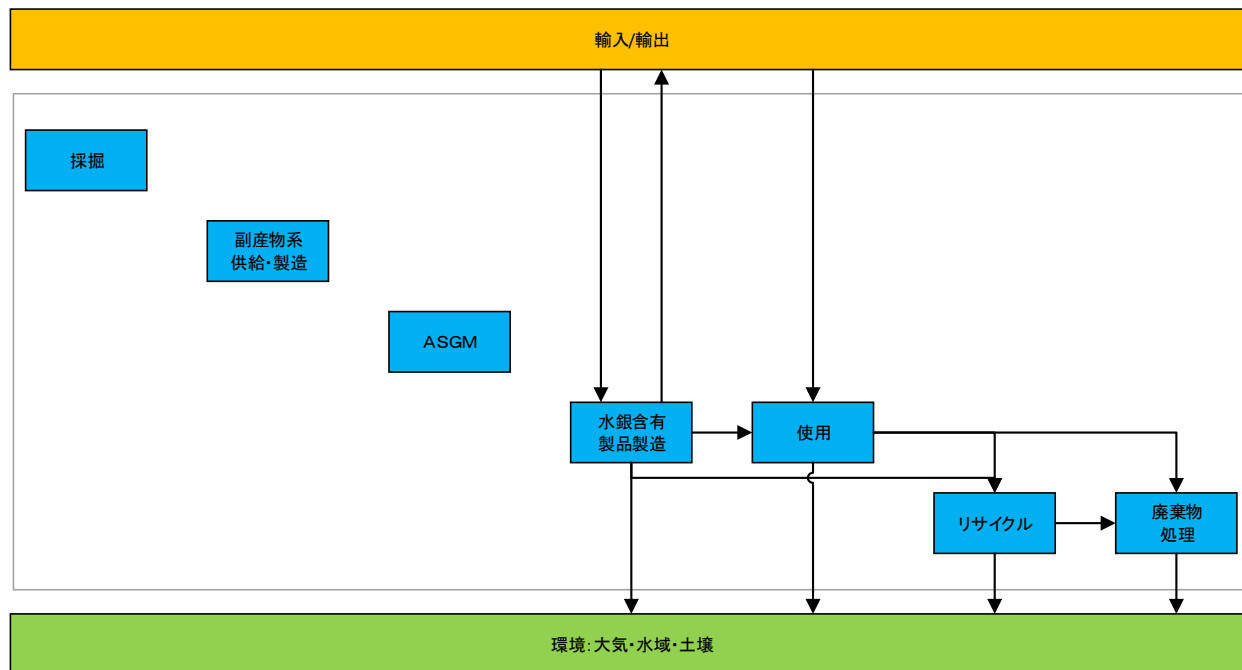 輸入/輸出
採掘
副産物系
供給・製造
ASGM
水銀含有
製品製造
使用
リサイクル
廃棄物
処理
環境:大気・水域・土壌